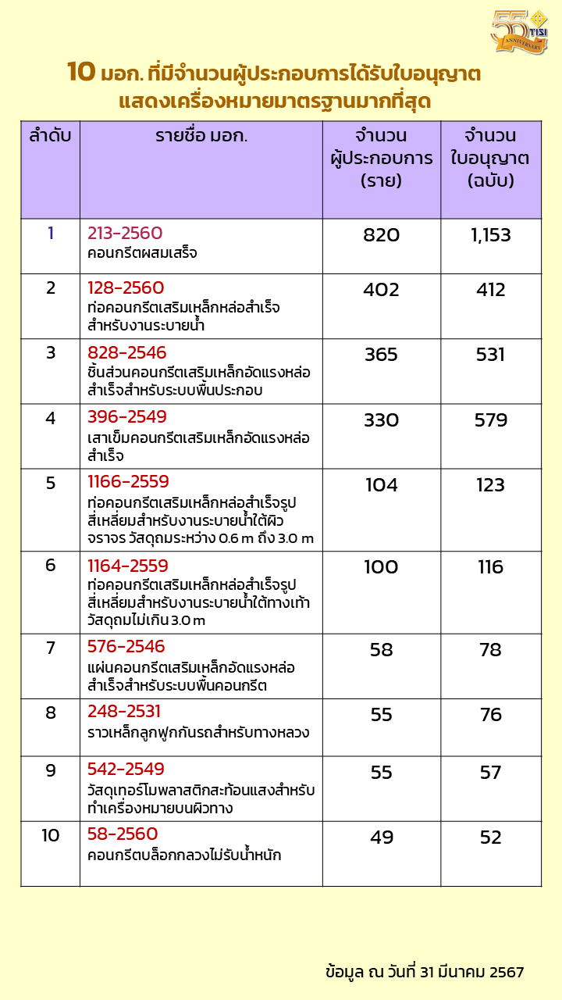 55
TISI
ANNIVERSARY
10 มอก. ที่มีจำนวนผู้ประกอบการได้รับใบอนุญาต
แสดงเครื่องหมายมาตรฐานมากที่สุด
ลำดับ รายชื่อ มอก. จำนวน จำนวน
ผู้ประกอบการ ใบอนุญาต
(ราย) (ฉบับ)
1 213-2560 820 1,153
คอนกรีตผสมเสร็จ
2 128-2560 402 412
ท่อคอนกรีตเสริมเหล็กหล่อสำเร็จ
สำหรับงานระบายน้ำ
3 828-2546 365 531
ชิ้นส่วนคอนกรีตเสริมเหล็กอัดแรงหล่อ
สำเร็จสำหรับระบบพื้นประกอบ
4 396-2549 330 579
เสาเข็มคอนกรีตเสริมเหล็กอัดแรงหล่อ
สำเร็จ
5 1166-2559 104 123
ท่อคอนกรีตเสริมเหล็กหล่อสำเร็จรูป
สี่เหลี่ยมสำหรับงานระบายน้ำใต้ผิว
จราจร วัสดุถมระหว่าง 0.6 m ถึง 3.0 m
6 1164-2559 100 116
ท่อคอนกรีตเสริมเหล็กหล่อสำเร็จรูป
สี่เหลี่ยมสำหรับงานระบายน้ำใต้ทางเท้า
วัสดุถมไม่เกิน 3.0 m
7 576-2546 58 78
แผ่นคอนกรีตเสริมเหล็กอัดแรงหล่อ
สำเร็จสำหรับระบบพื้นคอนกรีต
8 248-2531 55 76
ราวเหล็กลูกฟูกกันรถสำหรับทางหลวง
9 542-2549 55 57
วัสดุเทอร์โมพลาสติกสะท้อนแสงสำหรับ
ทำเครื่องหมายบนผิวทาง
10 58-2560 49 52
คอนกรีตบล็อกกลวงไม่รับน้ำหนัก
ข้อมูล ณ วันที่ 31 มีนาคม 2567